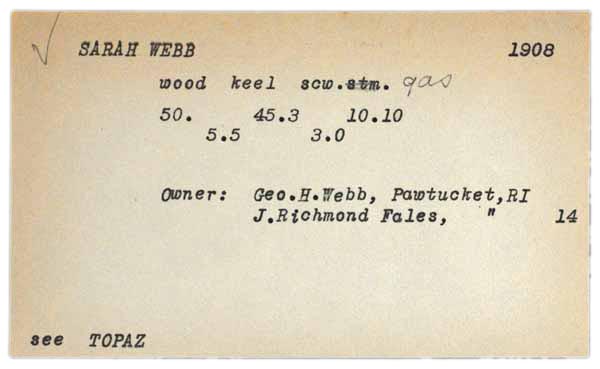 ✓ SARAH WEBB 1908
wood keel scw.stm. gas
50. 45.3 10.10
5.5 3.0
Owner: Geo.H.Webb, Pawtucket,RI
J.Richmond Fales, " 14
see TOPAZ